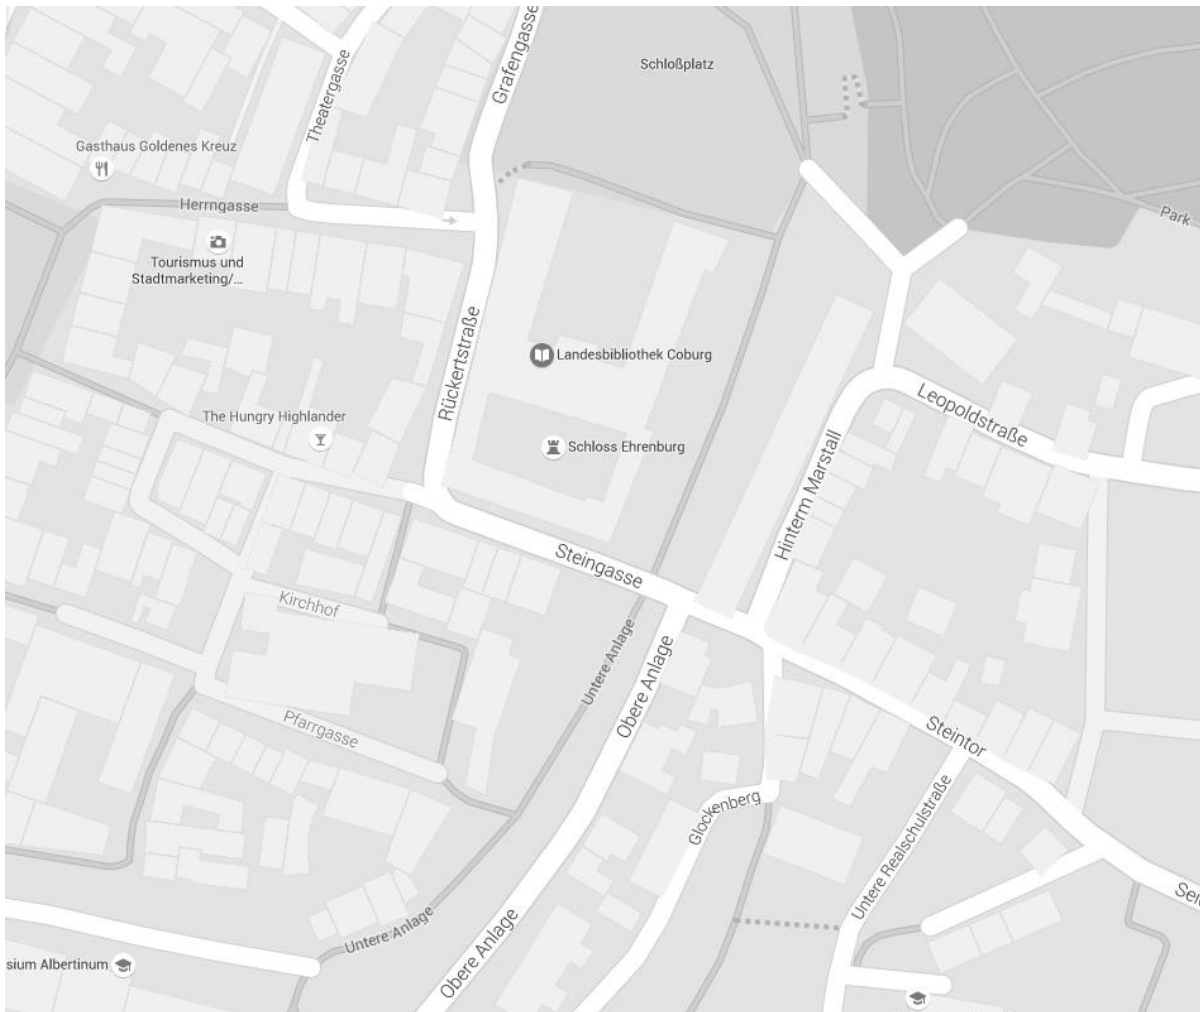 Grafengasse
Schloßplatz
Theatergasse
Gasthaus Goldenes Kreuz
Herrngasse
Park
Tourismus und
Stadtmarketing/...
Rückertstraße
Landesbibliothek Coburg
Leopoldstraße
The Hungry Highlander
Schloss Ehrenburg
Hinterm Marstall
Steingasse
Kirchhof
Untere Anlage
Obere Anlage
Pfarrgasse
Steintor
Glockenberg
Untere Realschulstraße
Sei
Untere Anlage
Obere Anlage
sium Albertinum